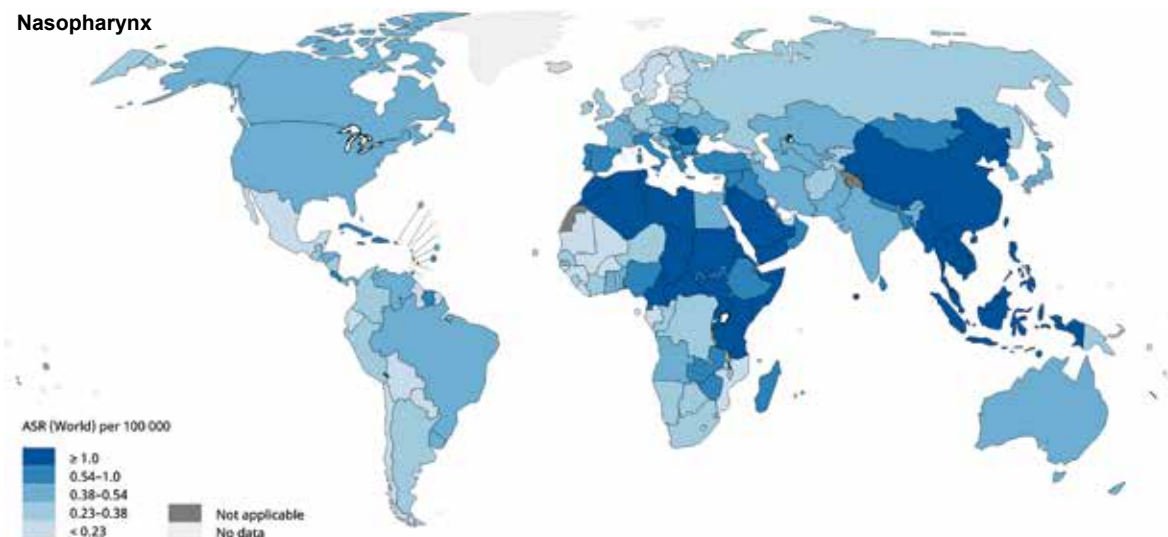 Nasopharynx
ASR (World) per 100 000
≥ 1.0
0.54–1.0
0.38–0.54
0.23–0.38
< 0.23
Not applicable
No data